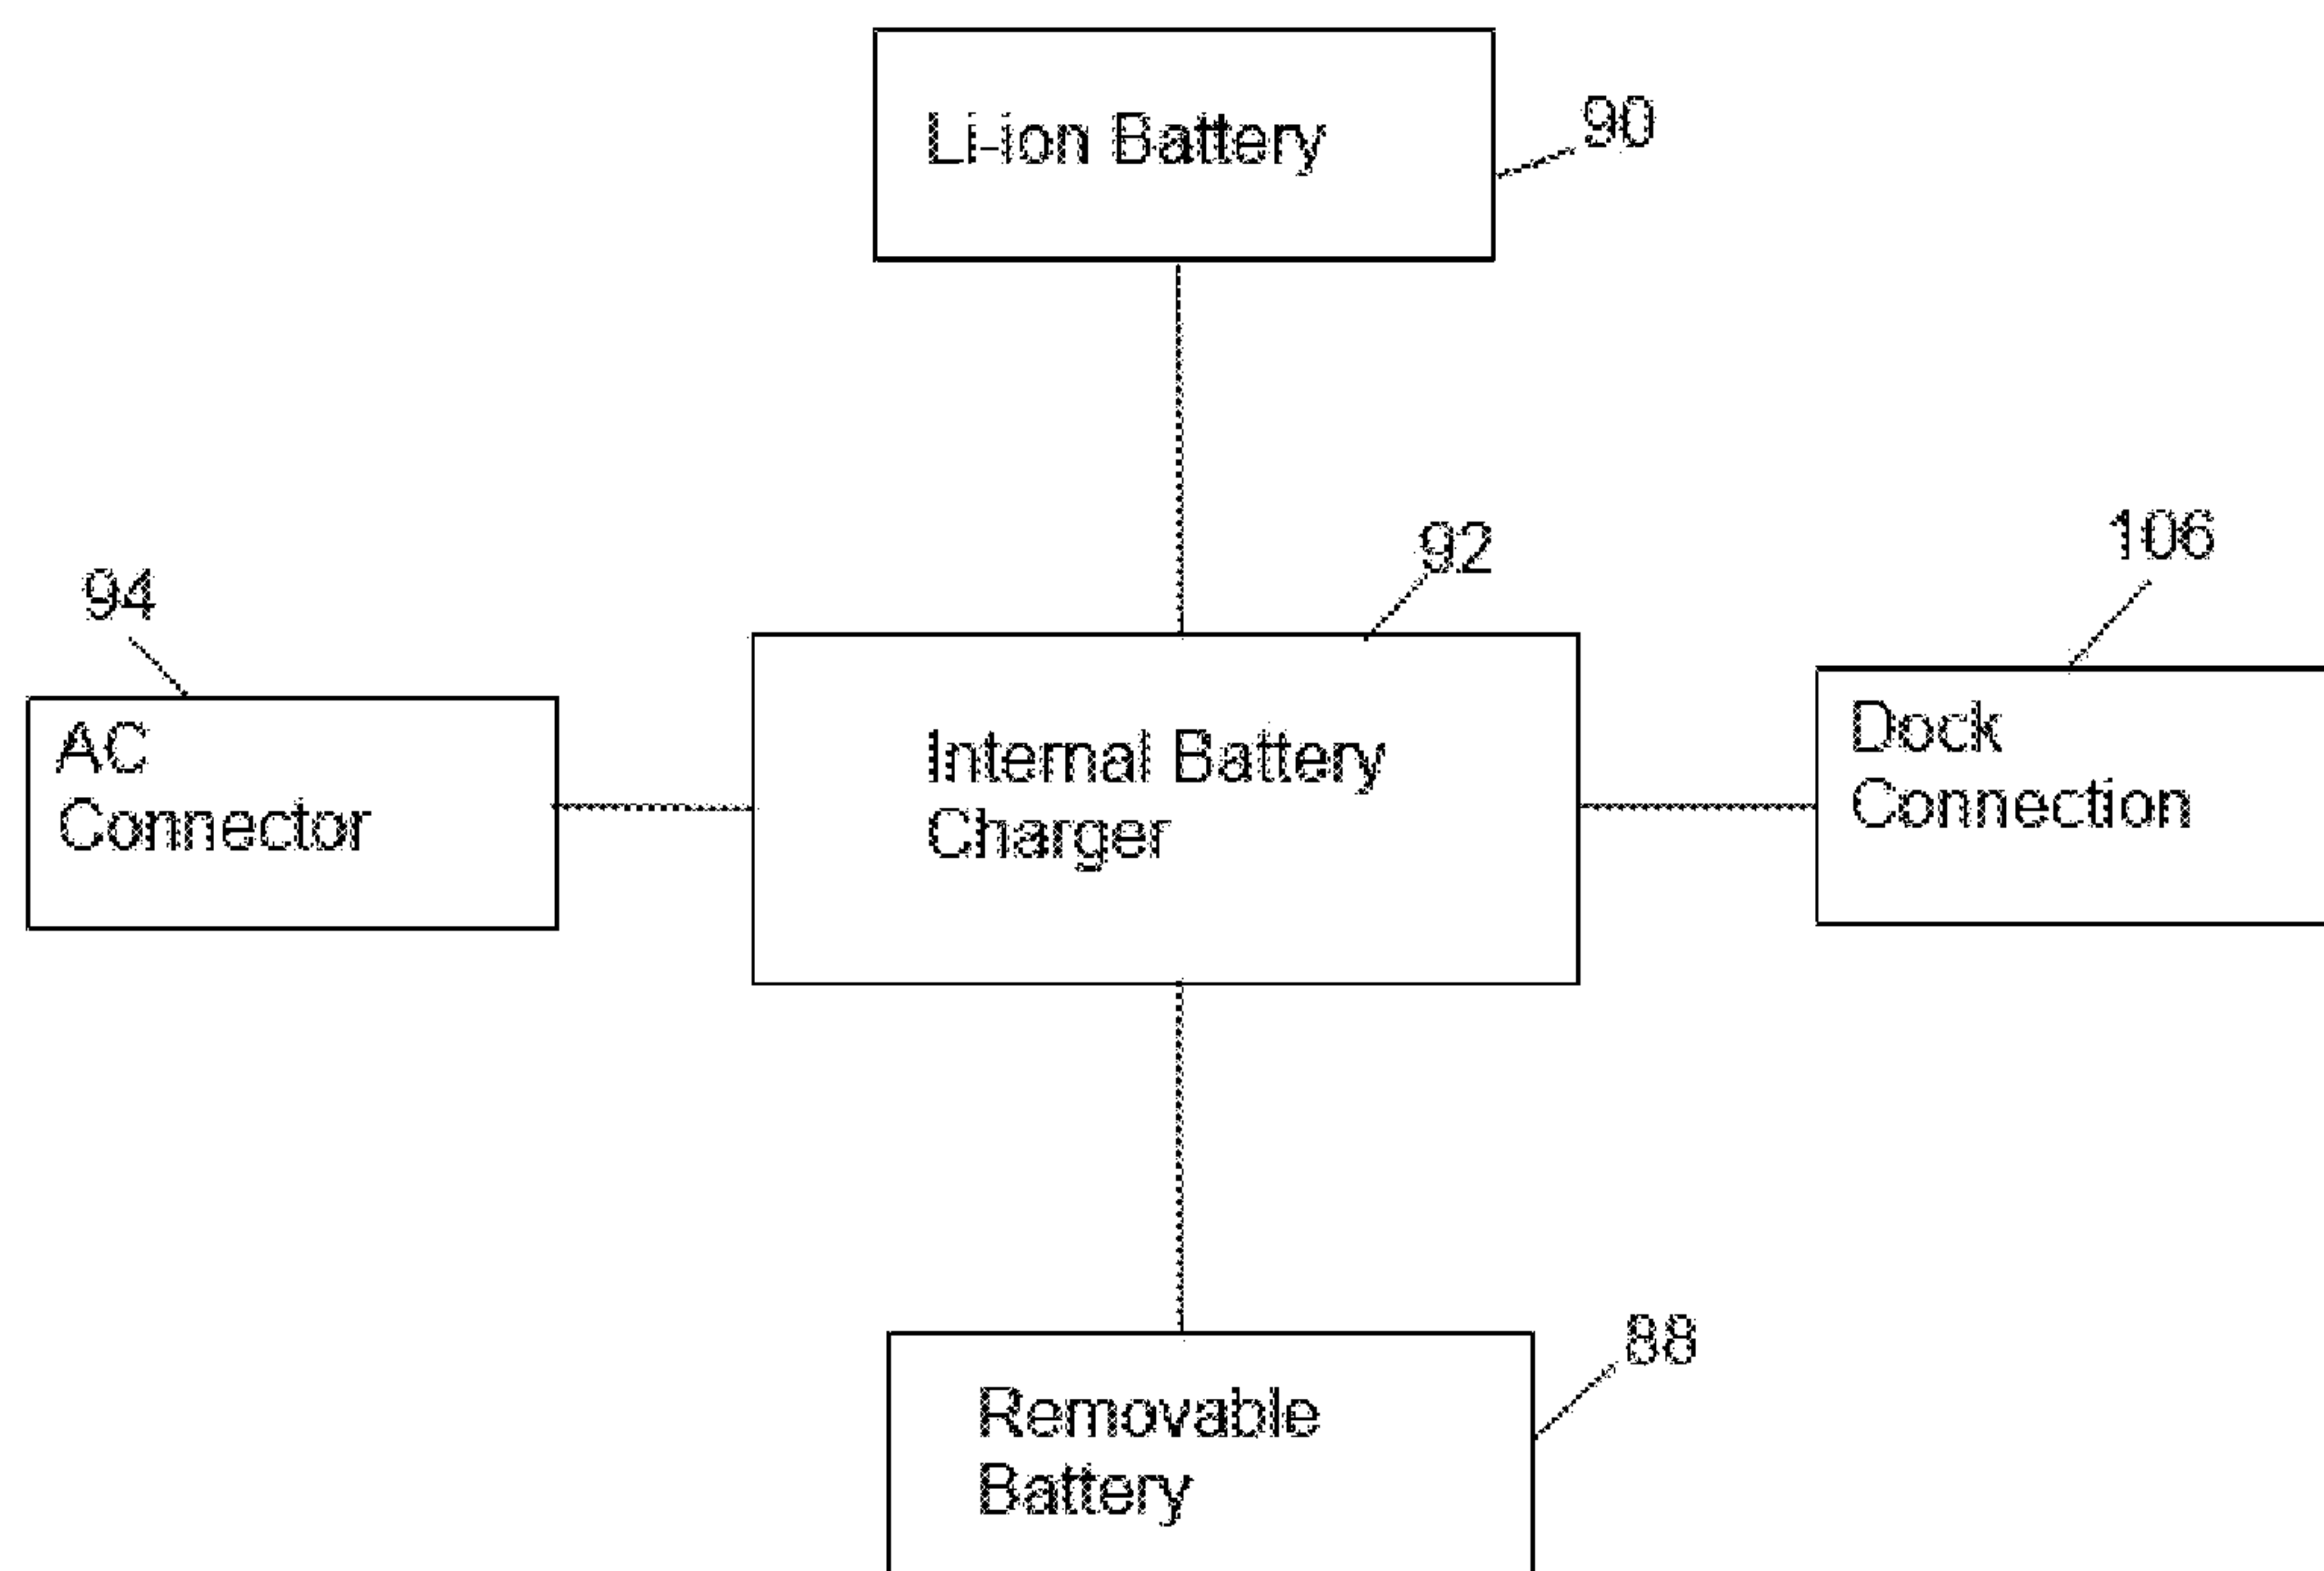 Li-ion Battery
90
92
106
94
AC
Connector
Internal Battery
Charger
Dock
Connection
88
Removable
Battery